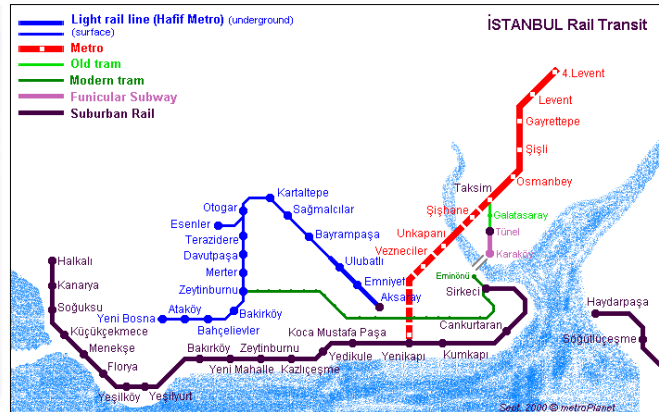 Light rail line (Hafif Metro) (underground)
(surface)
Metro
Old tram
Modern tram
Funicular Subway
Suburban Rail
İSTANBUL Rail Transit
4.Levent
Levent
Gayrettepe
Şişli
Osmanbey
Taksim
Galatasaray
Şişhane
Tünel
Unkapanı
Karaköy
Vezneciler
Kartaltepe
Otogar
Sağmalcılar
Esenler
Terazidere
Bayrampaşa
Davutpaşa
Ulubatlı
Merter
Emniyet
Zeytinburnu
Aksaray
Eminönü
Sirkeci
Yeni Bosna
Ataköy
Bakırköy
Bahçelievler
Halkalı
Kanarya
Soğuksu
Küçükçekmece
Menekşe
Florya
Yeşilköy
Yeşilyurt
Bakırköy
Yeni Mahalle
Zeytinburnu
Kazlıçeşme
Koca Mustafa Paşa
Yedikule
Yenikapı
Kumkapı
Cankurtaran
Haydarpaşa
Söğütlüçeşme
Sept. 2000 © metroPlanet